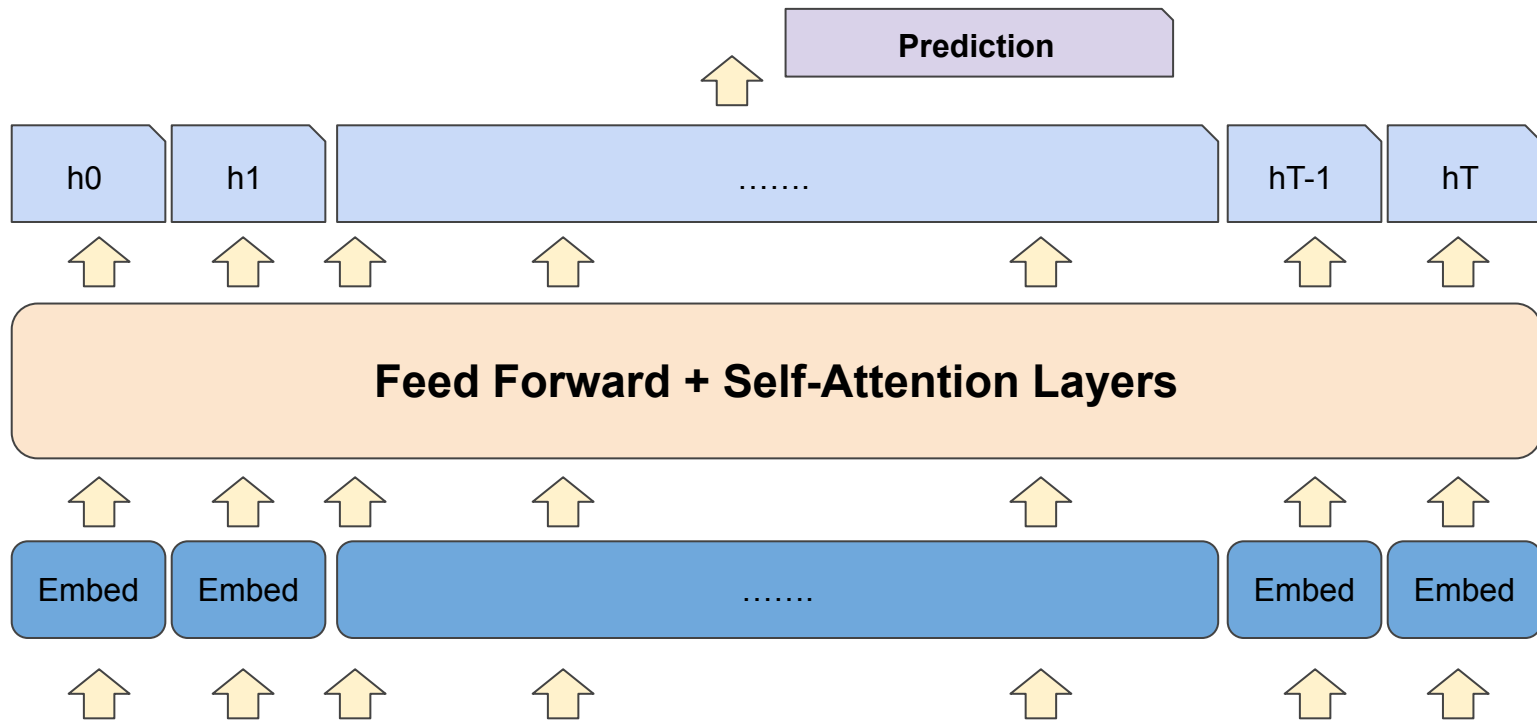 Prediction
h0 h1 ....... hT-1 hT
Feed Forward + Self-Attention Layers
Embed Embed ....... Embed Embed